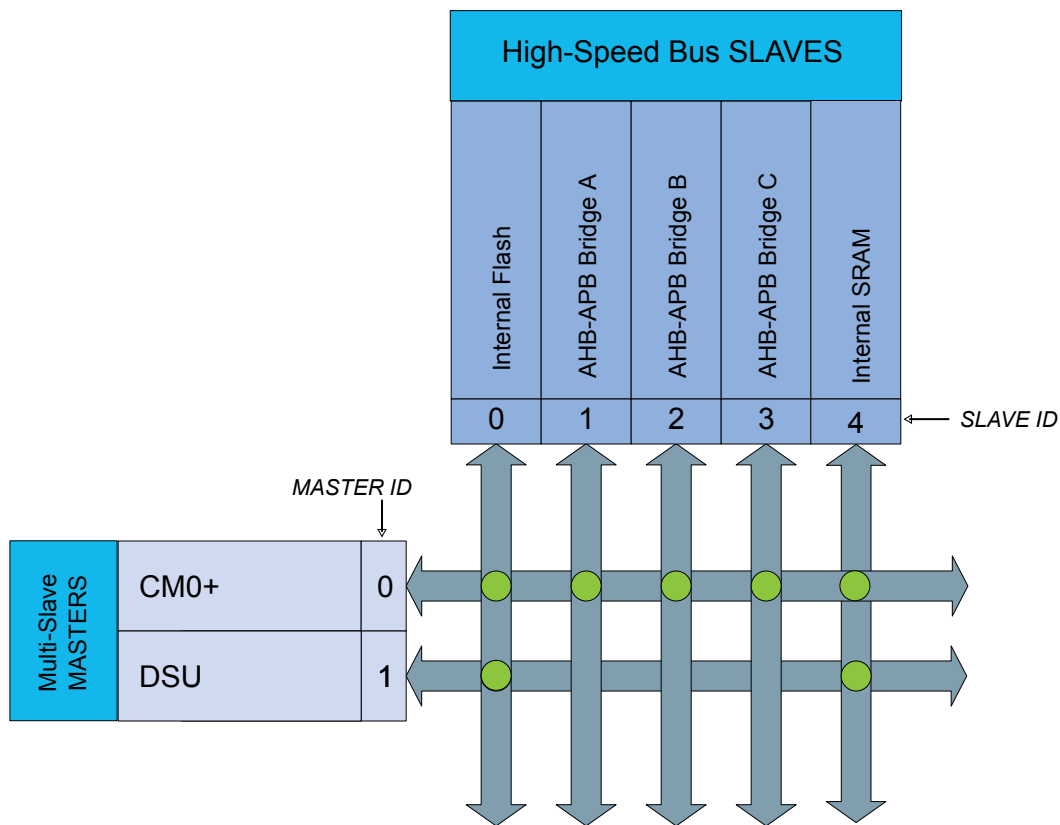 High-Speed Bus SLAVES
Internal Flash
AHB-APB Bridge A
AHB-APB Bridge B
AHB-APB Bridge C
Internal SRAM
0
1
2
3
4
SLAVE ID
MASTER ID
Multi-Slave
MASTERS
CM0+
0
DSU
1